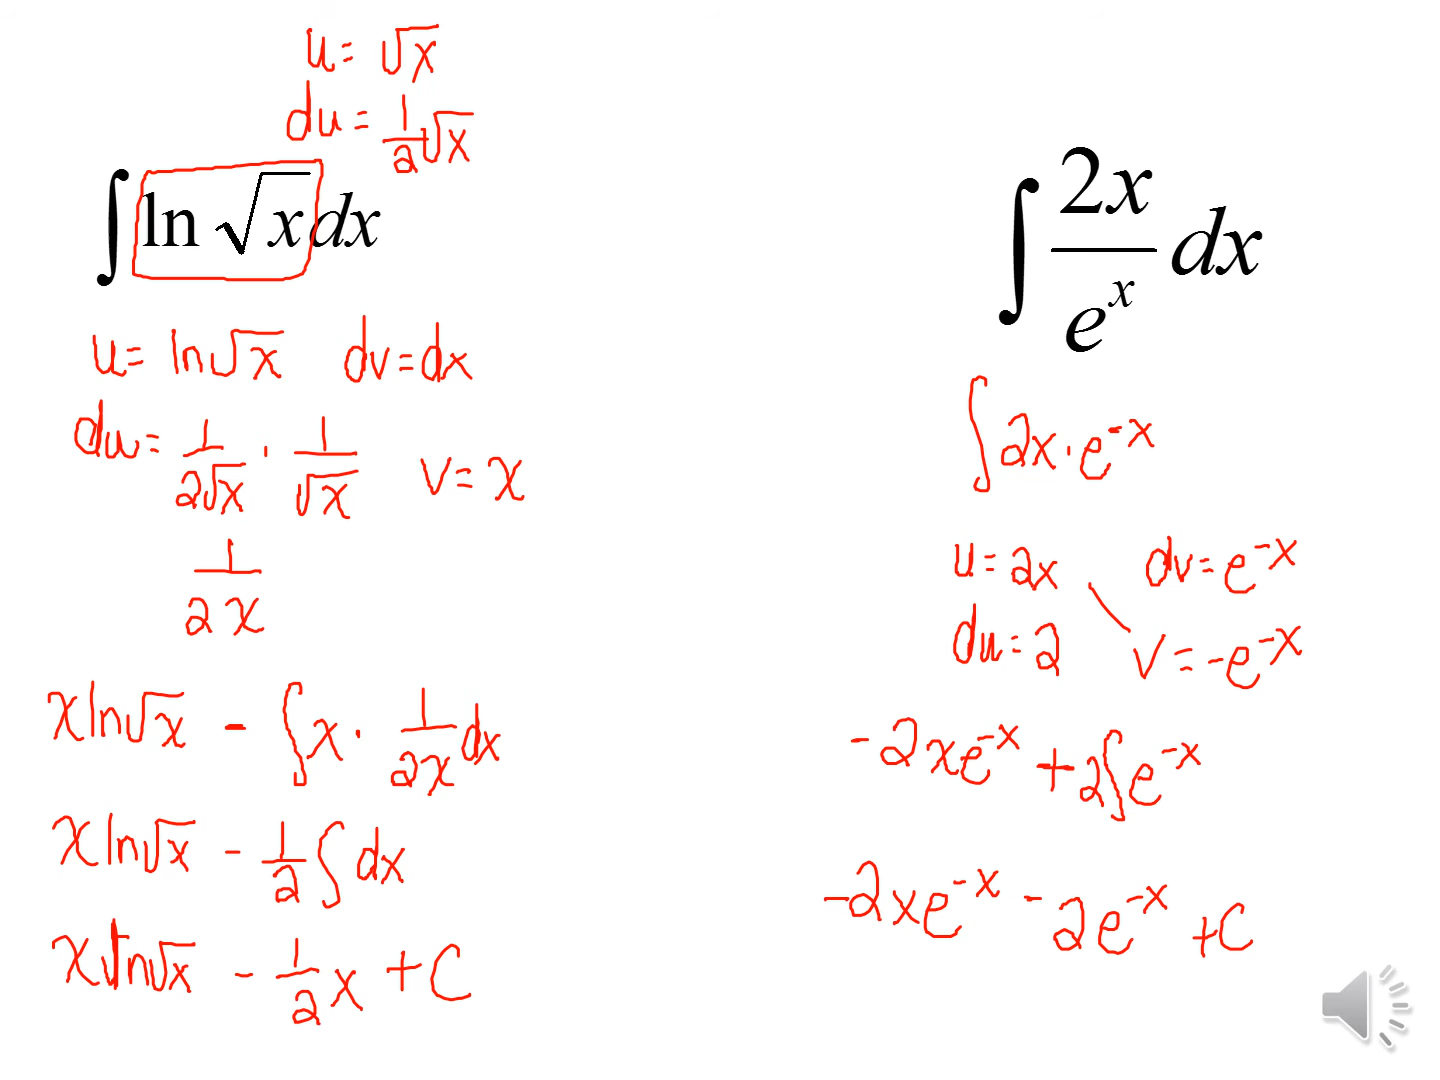 u = √x
du = 1/2√x
∫ ln √x dx
u = ln√x dv = dx
du = 1/2√x · 1/√x v = x
1/2x
x ln√x - ∫ x · 1/2x dx
x ln√x - 1/2 ∫ dx
x ln√x - 1/2 x + C
∫ 2x/eˣ dx
∫ 2x · e⁻ˣ
u = 2x dv = e⁻ˣ
du = 2 v = -e⁻ˣ
-2xe⁻ˣ + 2∫e⁻ˣ
-2xe⁻ˣ - 2e⁻ˣ + C